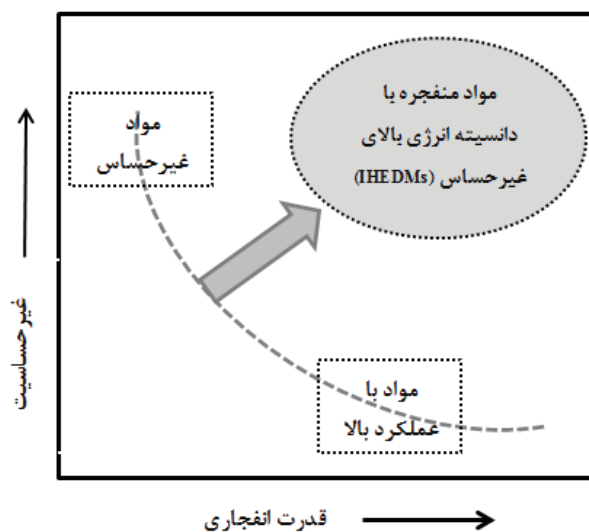 مواد منفجره با
دانسیته انرژی بالای
غیرحساس (IHEDMs)
مواد
غیرحساس
مواد با
عملکرد بالا
غیرحساسیت
قدرت انفجاری